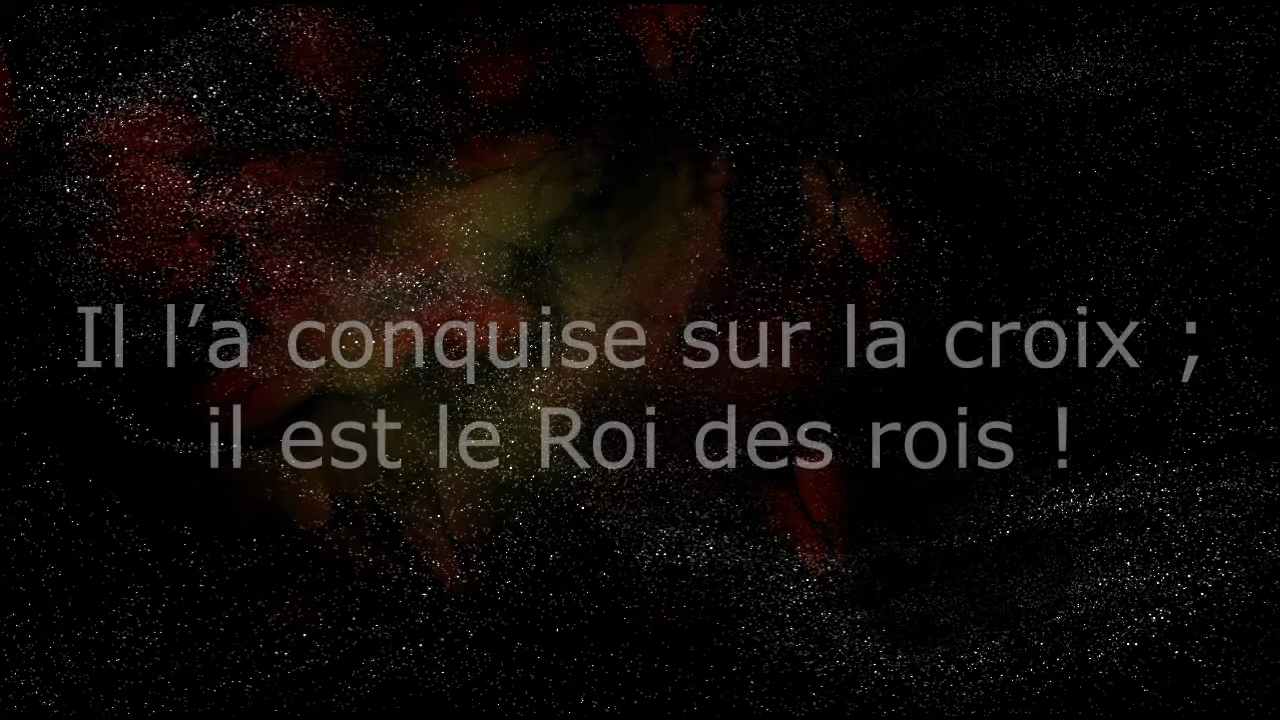 Il l’a conquise sur la croix ;
il est le Roi des rois !